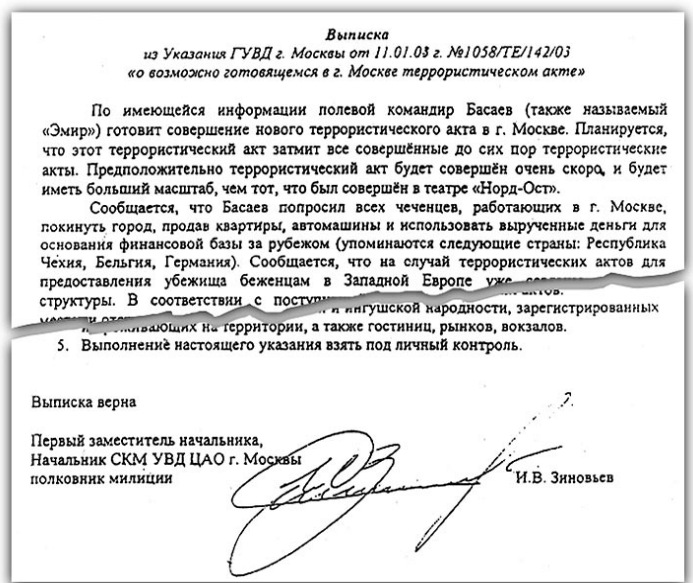 Выписка
из Указания ГУВД г. Москвы от 11.01.03 г. №1058/ТЕ/142/03
«о возможно готовящемся в г. Москве террористическом акте»
По имеющейся информации полевой командир Басаев (также называемый
«Эмир») готовит совершение нового террористического акта в г. Москве. Планируется,
что этот террористический акт затмит все совершённые до сих пор террористические
акты. Предположительно террористический акт будет совершён очень скоро, и будет
иметь больший масштаб, чем тот, что был совершён в театре «Норд-Ост».
Сообщается, что Басаев попросил всех чеченцев, работающих в г. Москве,
покинуть город, продав квартиры, автомашины и использовать вырученные деньги для
основания финансовой базы за рубежом (упоминаются следующие страны: Республика
Чехия, Бельгия, Германия). Сообщается, что на случай террористических актов для
предоставления убежища беженцам в Западной Европе уже
структуры. В соответствии с
и ингушской народности, зарегистрированных
на территории, а также гостиниц, рынков, вокзалов.
5. Выполнение настоящего указания взять под личный контроль.
Выписка верна
Первый заместитель начальника,
Начальник СКМ УВД ЦАО г. Москвы
полковник милиции И.В. Зиновьев